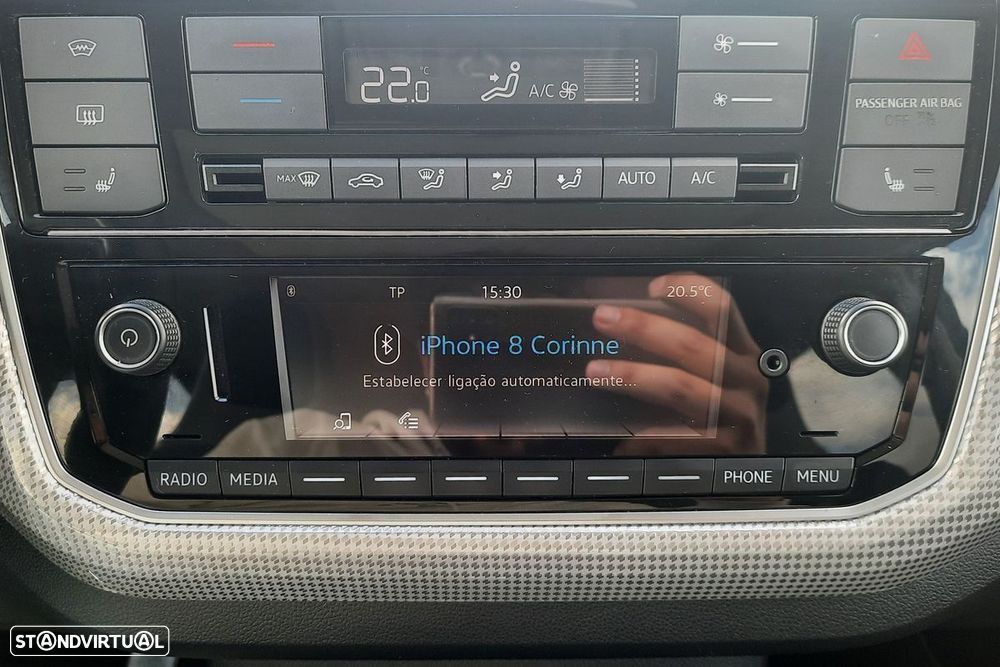 22.0 °C A/C
PASSENGER AIR BAG
OFF
MAX AUTO A/C
TP 15:30 20.5°C
iPhone 8 Corinne
Estabelecer ligação automaticamente...
RADIO MEDIA PHONE MENU
STANDVIRTUAL